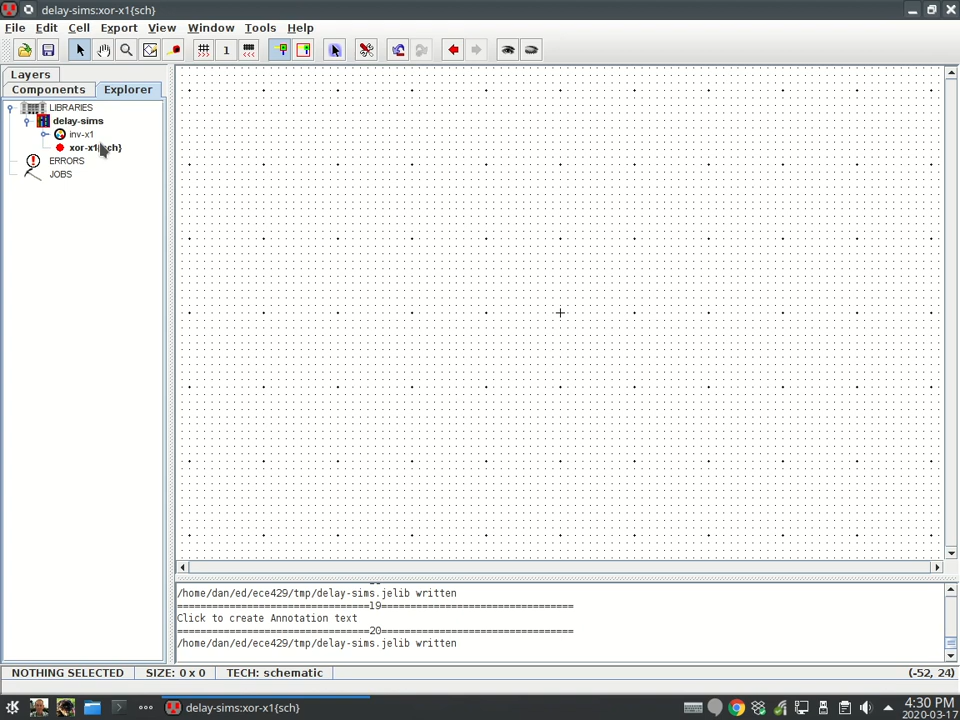 delay-sims:xor-x1{sch}
File Edit Cell Export View Window Tools Help
1
Layers
Components Explorer
LIBRARIES
delay-sims
inv-x1
xor-x1{sch}
ERRORS
JOBS
/home/dan/ed/ece429/tmp/delay-sims.jelib written
=================================19=================================
Click to create Annotation text
=================================20=================================
/home/dan/ed/ece429/tmp/delay-sims.jelib written
NOTHING SELECTED SIZE: 0 x 0 TECH: schematic (-52, 24)
delay-sims:xor-x1{sch}
4:30 PM
2020-03-17